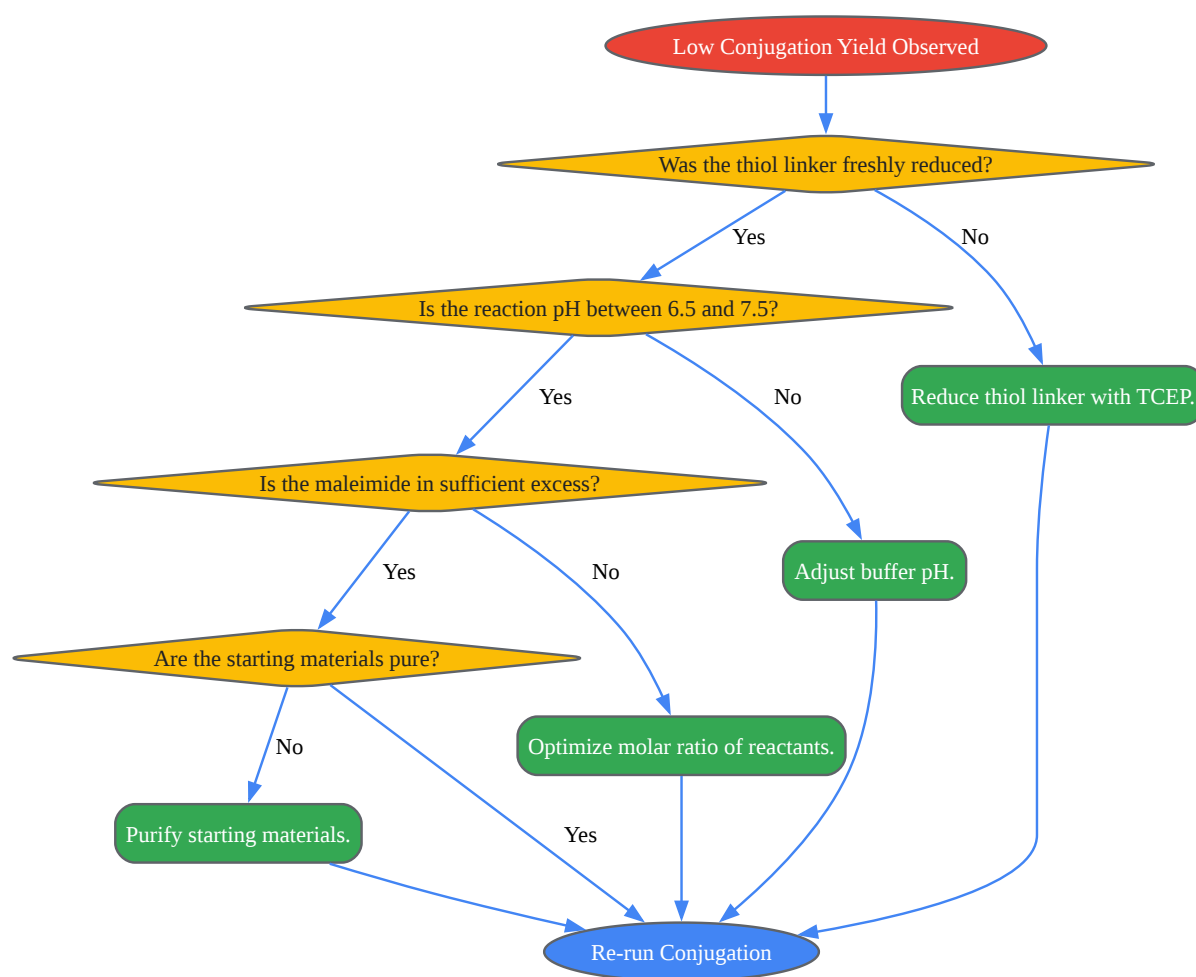 Low Conjugation Yield Observed
Was the thiol linker freshly reduced?
Yes
No
Is the reaction pH between 6.5 and 7.5?
Yes
No
Reduce thiol linker with TCEP.
Is the maleimide in sufficient excess?
Yes
No
Adjust buffer pH.
Are the starting materials pure?
No
Optimize molar ratio of reactants.
Purify starting materials.
Yes
Re-run Conjugation